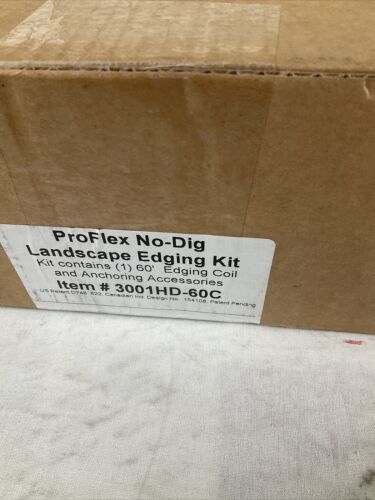 ProFlex No-Dig
Landscape Edging Kit
Kit contains (1) 60' Edging Coil
and Anchoring Accessories
Item # 3001HD-60C
US Patent D748, 822, Canadian Ind. Design No. 154108, Patent Pending